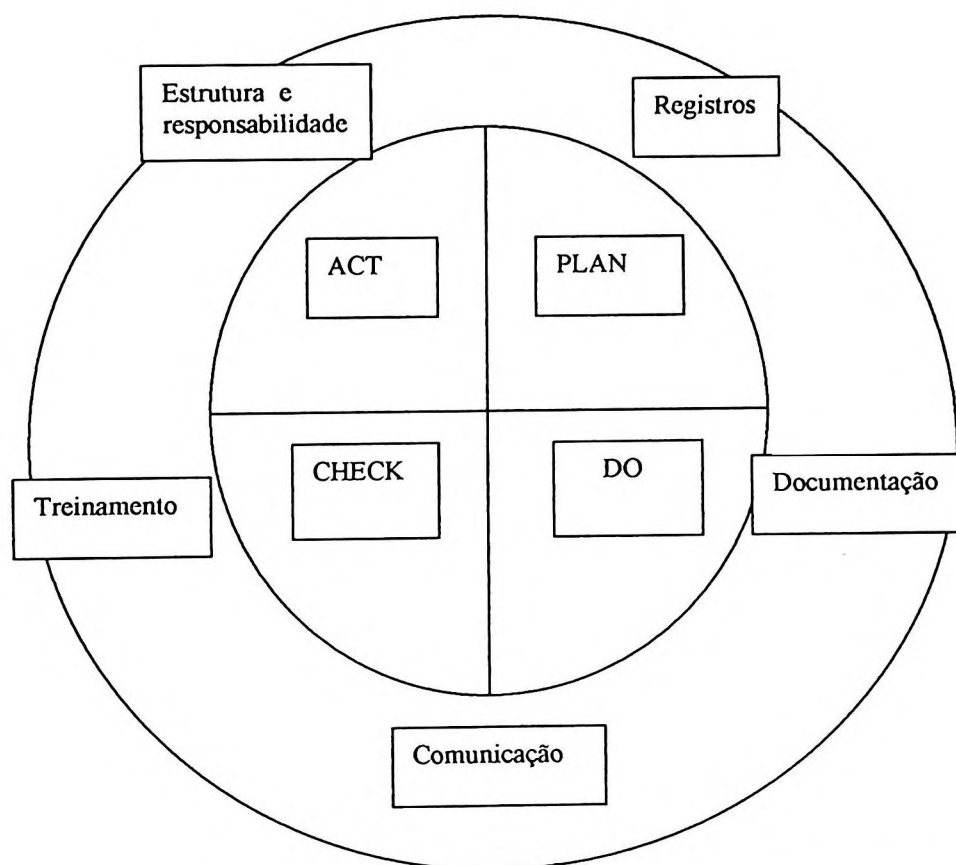 Estrutura e
responsabilidade
Registros
ACT
PLAN
CHECK
DO
Treinamento
Documentação
Comunicação